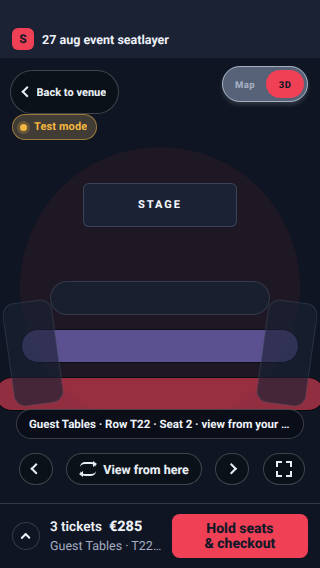 S 27 aug event seatlayer
Back to venue
Map 3D
Test mode
STAGE
Guest Tables · Row T22 · Seat 2 · view from your ...
View from here
3 tickets €285
Guest Tables · T22...
Hold seats
& checkout